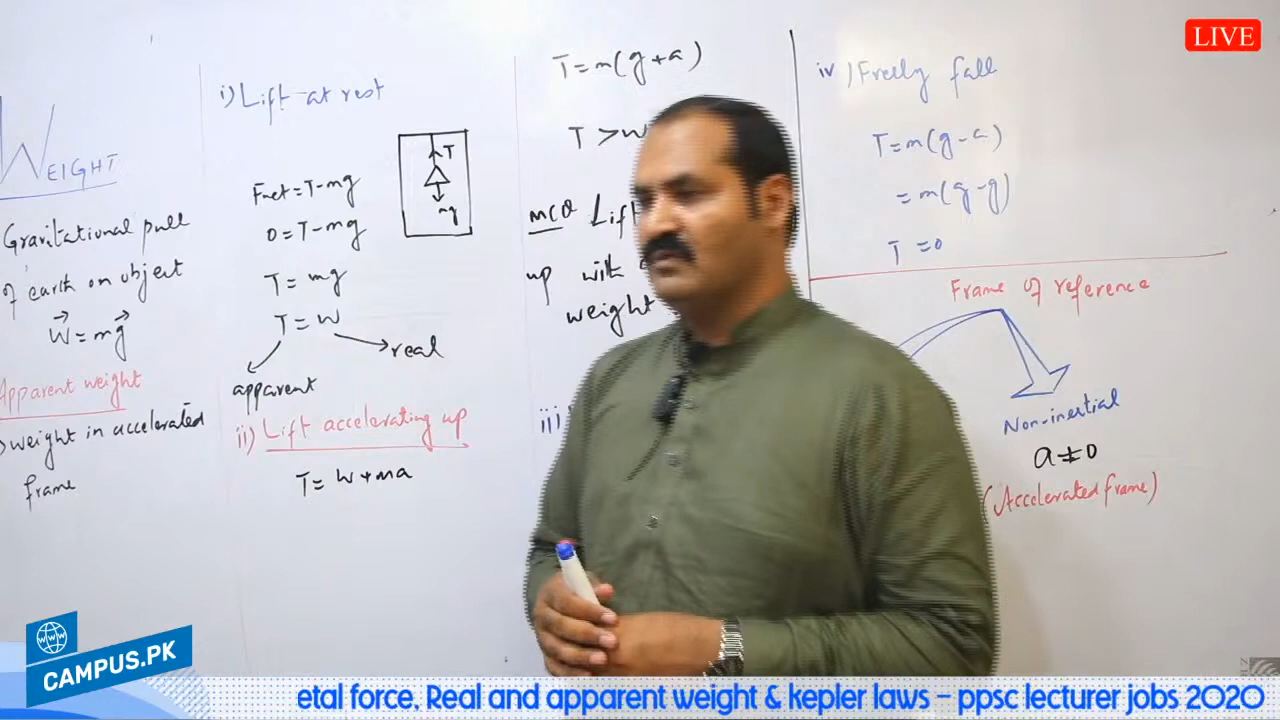 LIVE
WEIGHT
Gravitational pull
of earth on object
W = mg
Apparent weight
weight in accelerated
frame
i) Lift at rest
Fnet = T-mg
0 = T-mg
T = mg
T = W
real
apparent
T
mg
ii) Lift accelerating up
T = W + ma
T = m(g+a)
T > W
MCQ Lift
up with
weight
iii)
iv) Freely fall
T = m(g-a)
= m(g-g)
T = 0
Frame of reference
Non-inertial
a ≠ 0
(Accelerated frame)
WWW
CAMPUS.PK
etal force, Real and apparent weight & kepler laws – ppsc lecturer jobs 2020